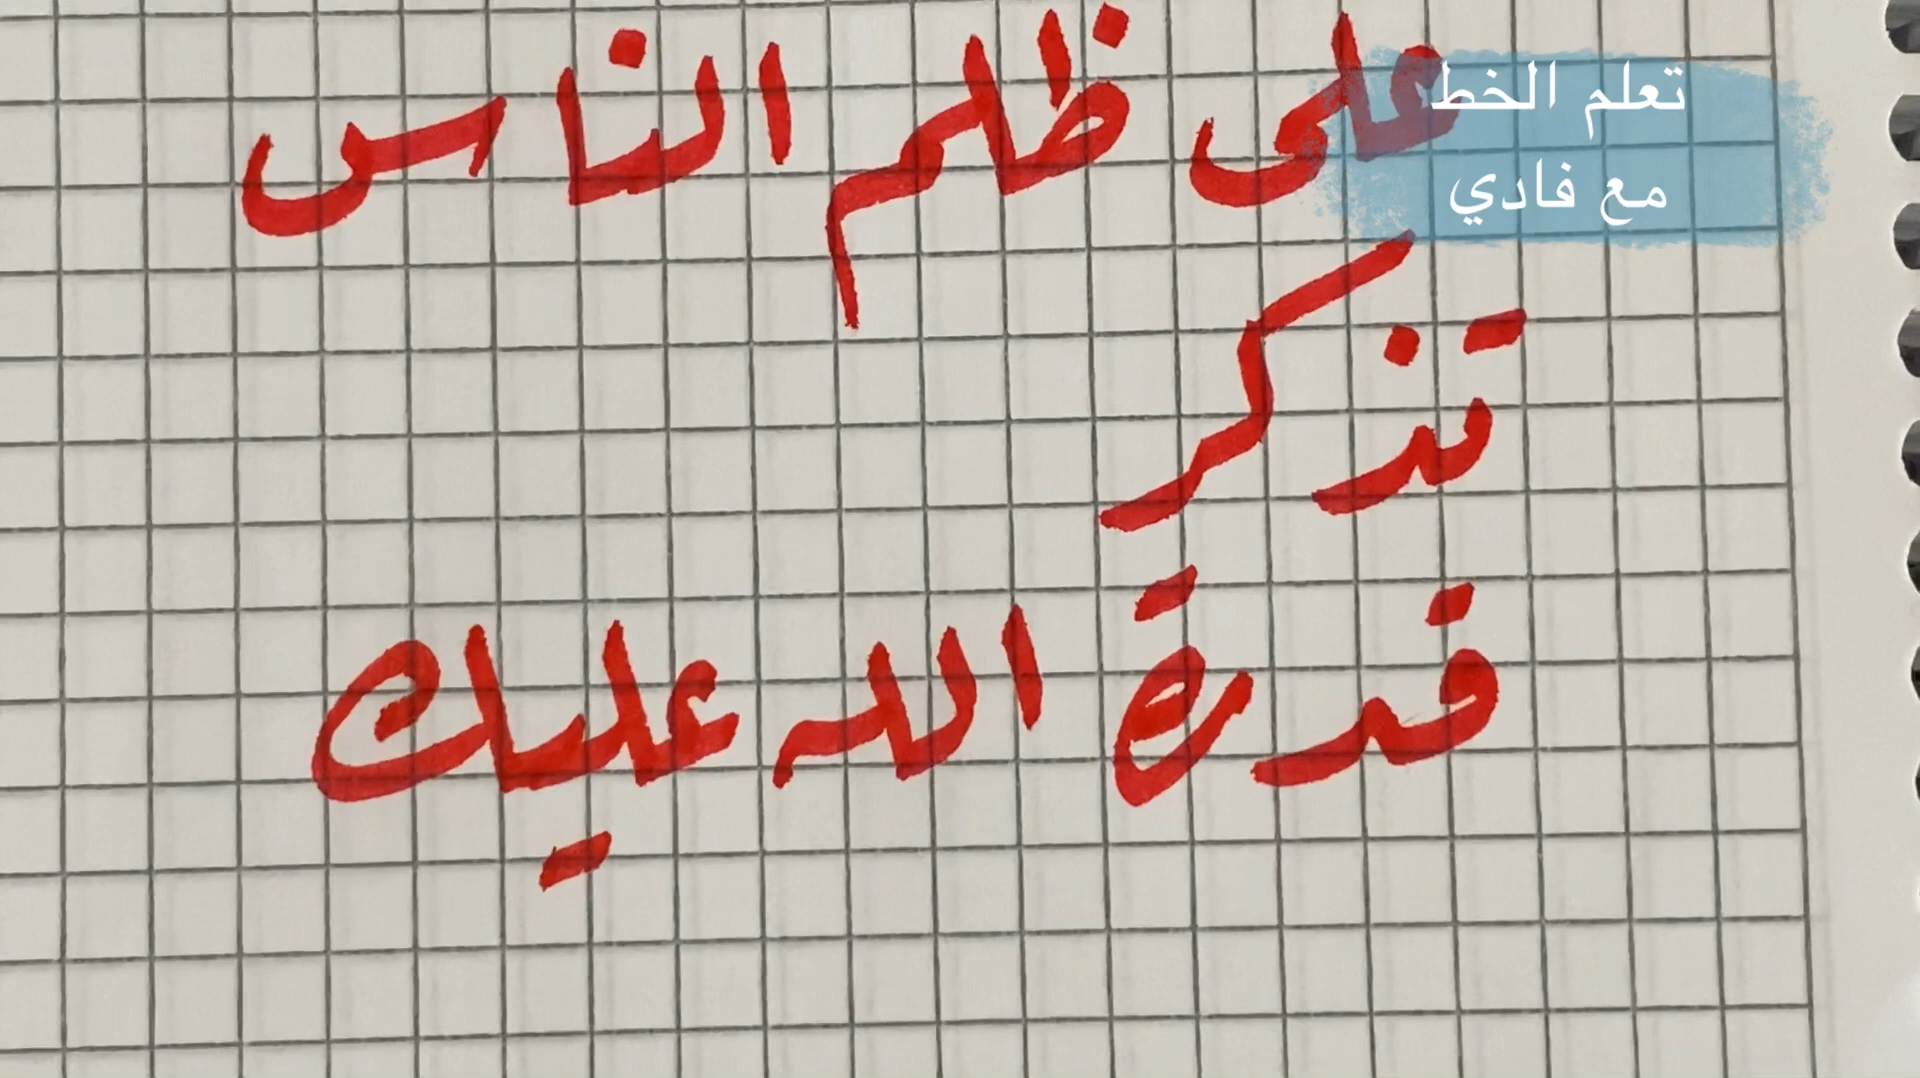 على ظلم الناس
تذكر
قدرة الله عليك
تعلم الخط
مع فادي